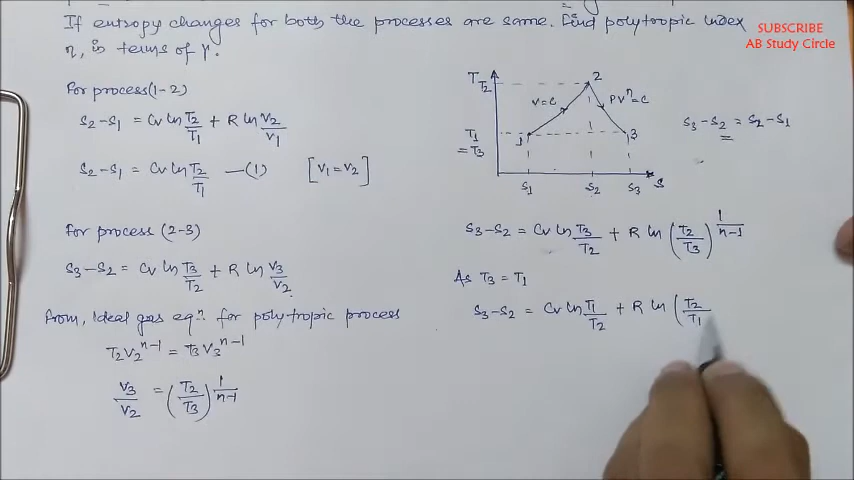 If entropy changes for both the processes are same. Find polytropic index
n, in terms of γ.
SUBSCRIBE
AB Study Circle
For process(1-2)
S2-S1 = Cv ln T2/T1 + R ln V2/V1
S2-S1 = Cv ln T2/T1 —(1) [V1=V2]
For process (2-3)
S3-S2 = Cv ln T3/T2 + R ln V3/V2.
From, Ideal gas eqn. for polytropic process
T2V2^n-1 = T3V3^n-1
V3/V2 = (T2/T3)^1/n-1
T
T2
T1
= T3
1
2
3
V=C
PV^n=C
S1
S2
S3
S
S3-S2 = S2-S1
S3-S2 = Cv ln T3/T2 + R ln (T2/T3)^1/n-1
As T3 = T1
S3-S2 = Cv ln T1/T2 + R ln (T2/T1